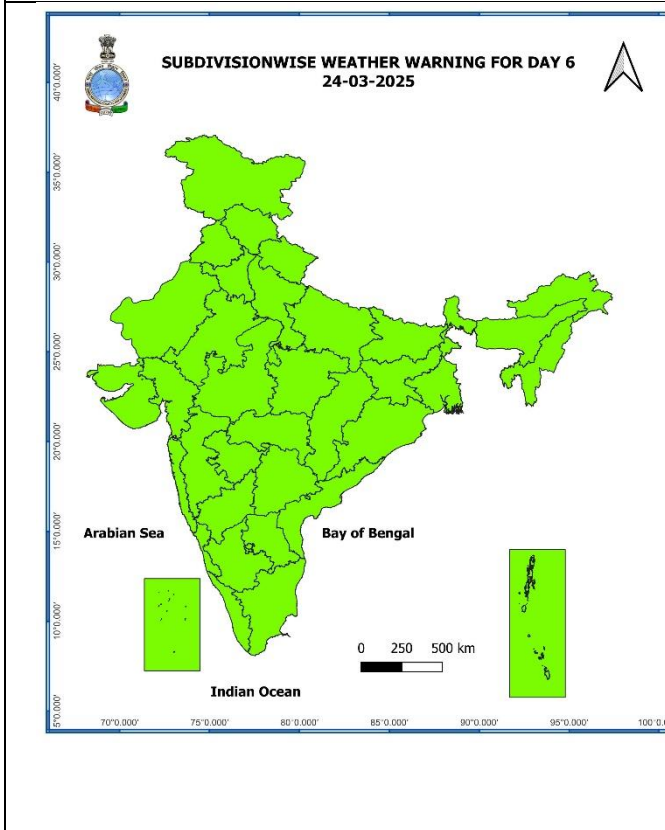 SUBDIVISIONWISE WEATHER WARNING FOR DAY 6
24-03-2025
40°0.000'
35°0.000'
30°0.000'
25°0.000'
20°0.000'
15°0.000'
10°0.000'
5°0.000'
Arabian Sea
Bay of Bengal
0 250 500 km
Indian Ocean
70°0.000' 75°0.000' 80°0.000' 85°0.000' 90°0.000' 95°0.000' 100°0.0